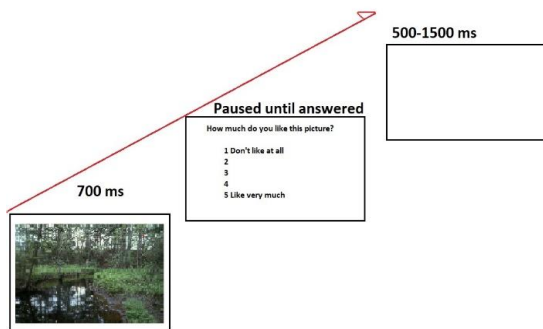 500-1500 ms
Paused until answered
How much do you like this picture?
1 Don't like at all
2
3
4
5 Like very much
700 ms